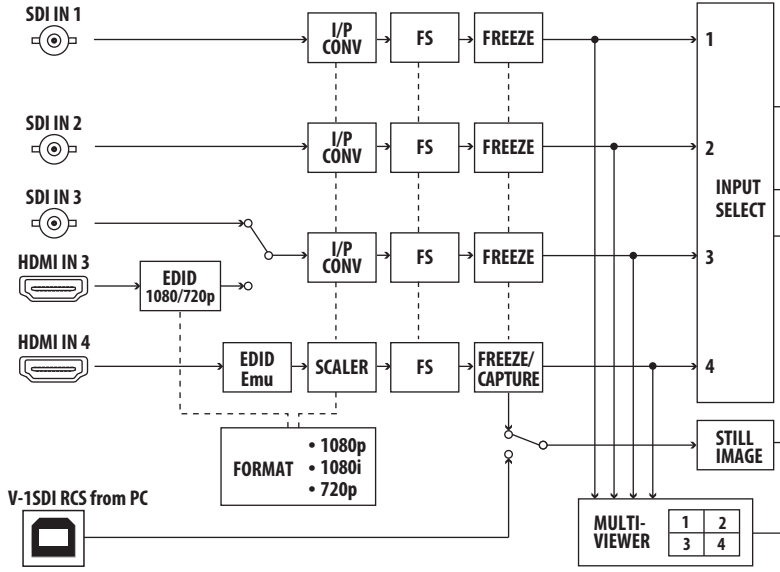 SDI IN 1
I/P
CONV
FS
FREEZE
1
SDI IN 2
I/P
CONV
FS
FREEZE
2
INPUT
SELECT
SDI IN 3
I/P
CONV
FS
FREEZE
3
HDMI IN 3
EDID
1080/720p
HDMI IN 4
EDID
Emu
SCALER
FS
FREEZE/
CAPTURE
4
FORMAT
• 1080p
• 1080i
• 720p
STILL
IMAGE
V-1SDI RCS from PC
MULTI-
VIEWER
1 2
3 4